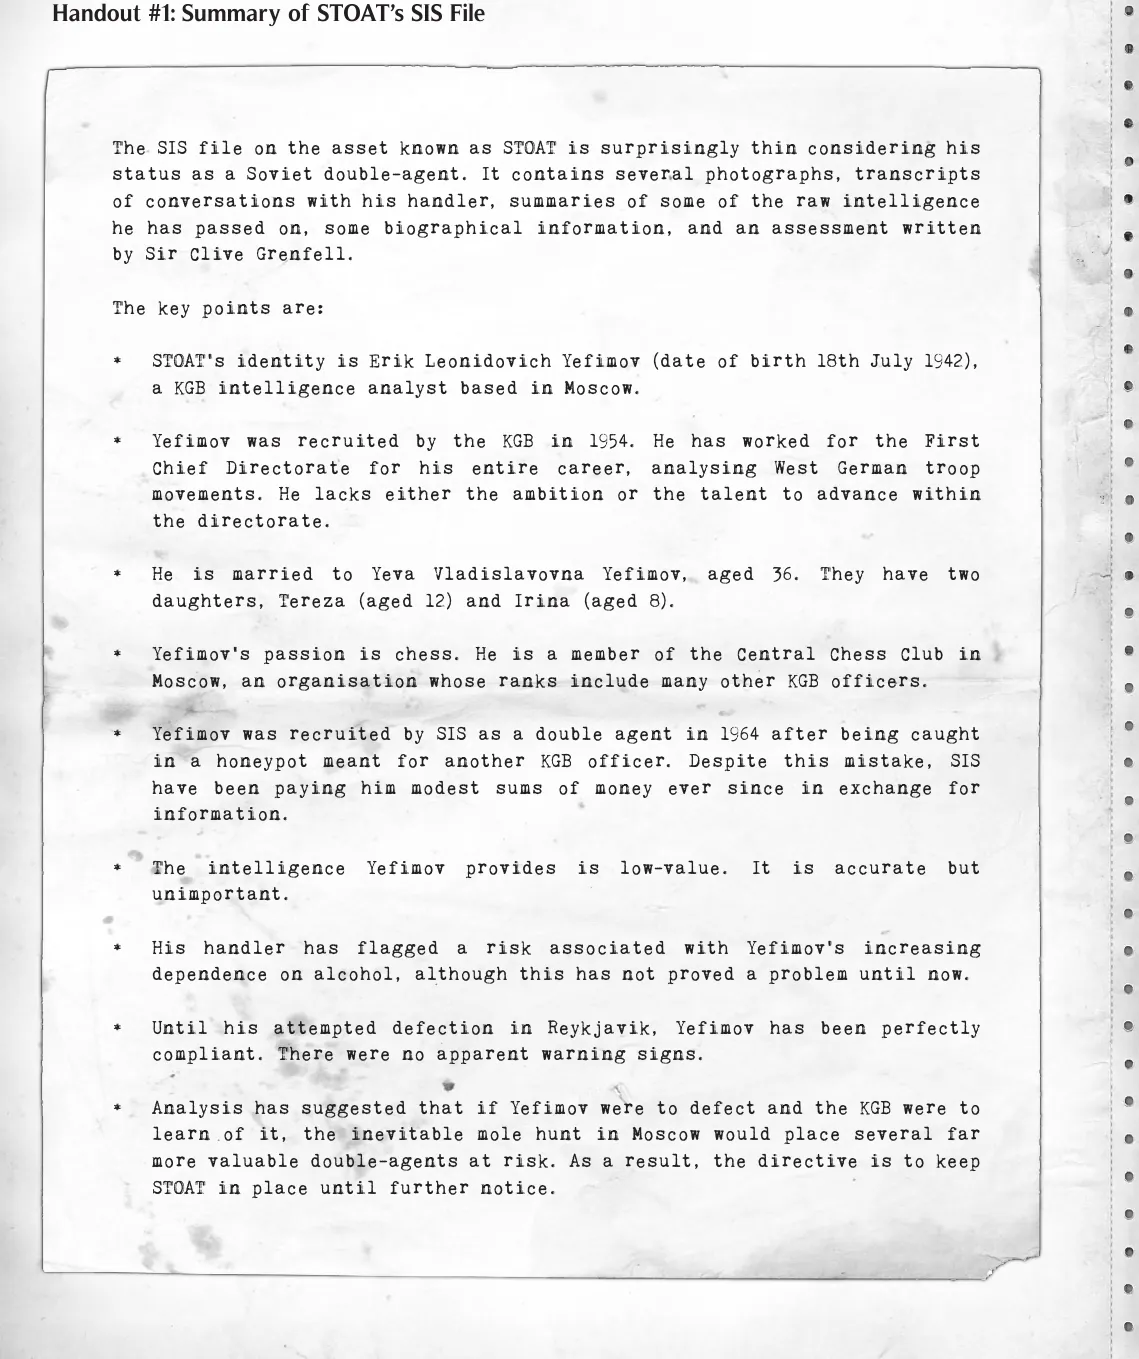 Handout #1: Summary of STOAT's SIS File
The SIS file on the asset known as STOAT is surprisingly thin considering his
status as a Soviet double-agent. It contains several photographs, transcripts
of conversations with his handler, summaries of some of the raw intelligence
he has passed on, some biographical information, and an assessment written
by Sir Clive Grenfell.
The key points are:
* STOAT's identity is Erik Leonidovich Yefimov (date of birth 18th July 1942),
a KGB intelligence analyst based in Moscow.
* Yefimov was recruited by the KGB in 1954. He has worked for the First
Chief Directorate for his entire career, analysing West German troop
movements. He lacks either the ambition or the talent to advance within
the directorate.
* He is married to Yeva Vladislavovna Yefimov, aged 36. They have two
daughters, Tereza (aged 12) and Irina (aged 8).
* Yefimov's passion is chess. He is a member of the Central Chess Club in
Moscow, an organisation whose ranks include many other KGB officers.
* Yefimov was recruited by SIS as a double agent in 1964 after being caught
in a honeypot meant for another KGB officer. Despite this mistake, SIS
have been paying him modest sums of money ever since in exchange for
information.
* The intelligence Yefimov provides is low-value. It is accurate but
unimportant.
* His handler has flagged a risk associated with Yefimov's increasing
dependence on alcohol, although this has not proved a problem until now.
* Until his attempted defection in Reykjavik, Yefimov has been perfectly
compliant. There were no apparent warning signs.
* Analysis has suggested that if Yefimov were to defect and the KGB were to
learn of it, the inevitable mole hunt in Moscow would place several far
more valuable double-agents at risk. As a result, the directive is to keep
STOAT in place until further notice.